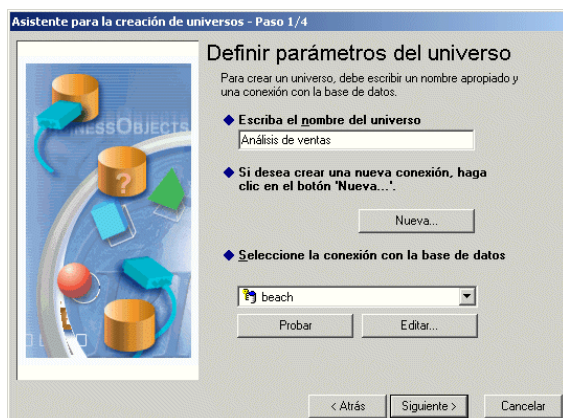 Asistente para la creación de universos - Paso 1/4
Definir parámetros del universo
Para crear un universo, debe escribir un nombre apropiado y
una conexión con la base de datos.
Escriba el nombre del universo
Análisis de ventas
Si desea crear una nueva conexión, haga
clic en el botón 'Nueva...'.
Nueva...
Seleccione la conexión con la base de datos
beach
Probar
Editar...
< Atrás
Siguiente >
Cancelar
?